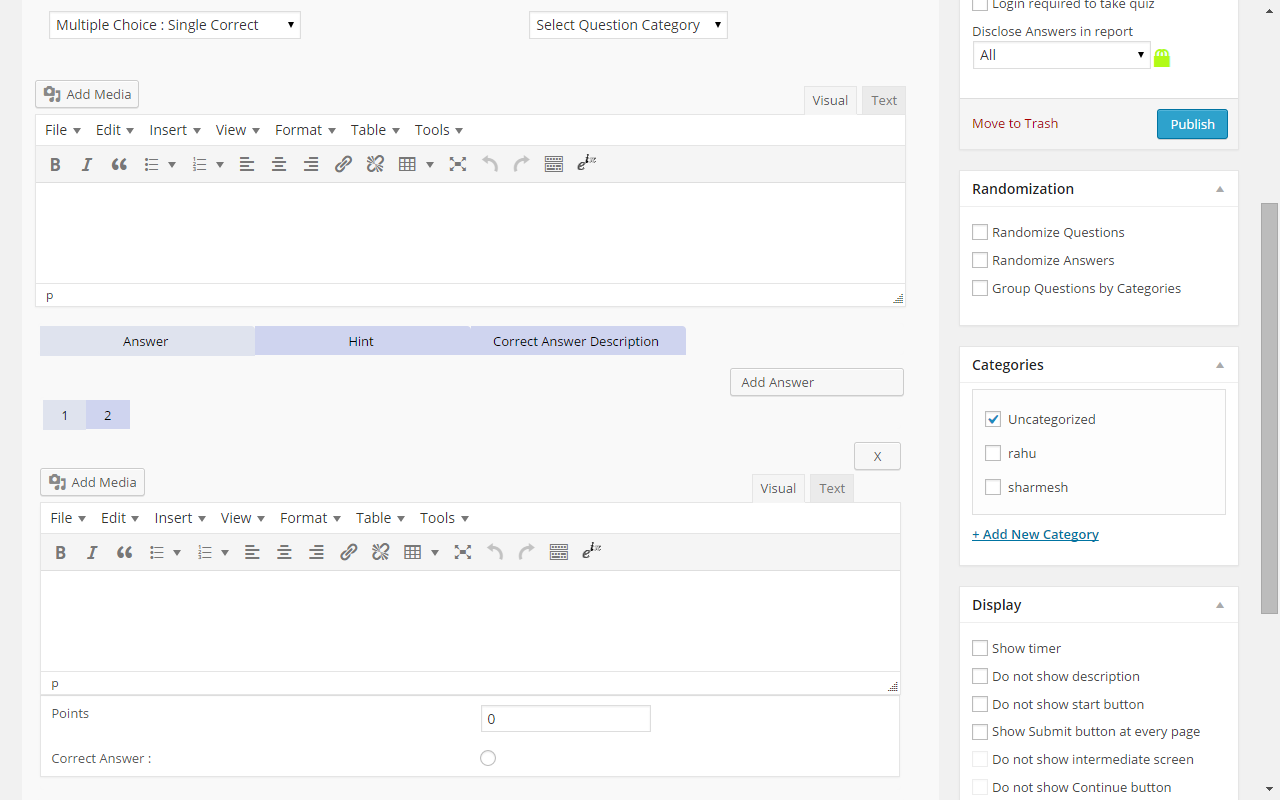 Multiple Choice : Single Correct
Select Question Category
Add Media
Visual
Text
File Edit Insert View Format Table Tools
p
Answer
Hint
Correct Answer Description
Add Answer
1
2
X
Add Media
Visual
Text
File Edit Insert View Format Table Tools
p
Points
0
Correct Answer :
Login required to take quiz
Disclose Answers in report
All
Move to Trash
Publish
Randomization
Randomize Questions
Randomize Answers
Group Questions by Categories
Categories
Uncategorized
rahu
sharmesh
+ Add New Category
Display
Show timer
Do not show description
Do not show start button
Show Submit button at every page
Do not show intermediate screen
Do not show Continue button